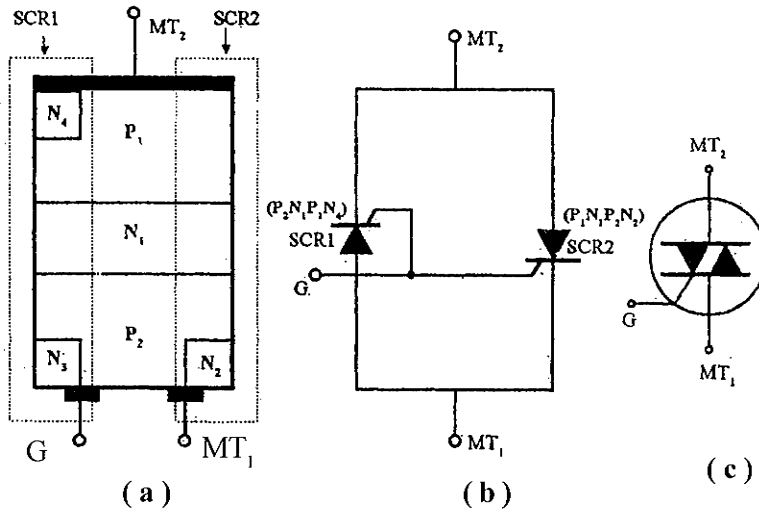 SCR1
SCR2
MT₂
N₄
P₁
N₁
P₂
N₃
N₂
G
MT₁
( a )
MT₂
(P₂N₁P₁N₄)
SCR1
(P₁N₁P₂N₂)
SCR2
G
MT₁
( b )
MT₂
G
MT₁
( c )